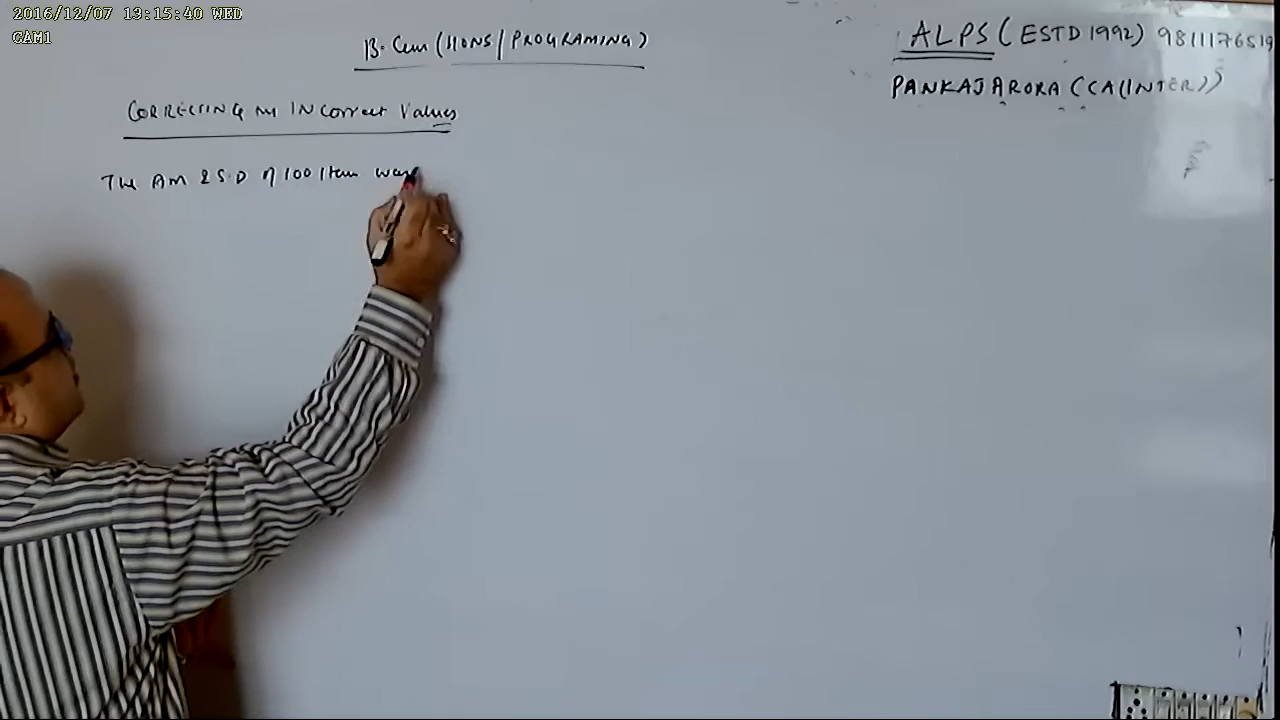 2016/12/07 13:15:40 WED
CAM1
B.Com (HONS/PROGRAMING)
ALPS (ESTD 1992) 9811176519
PANKAJ ARORA (CA(INTER))
CORRECTING IncOrrect Values
The AM & S.D of 100 Item were